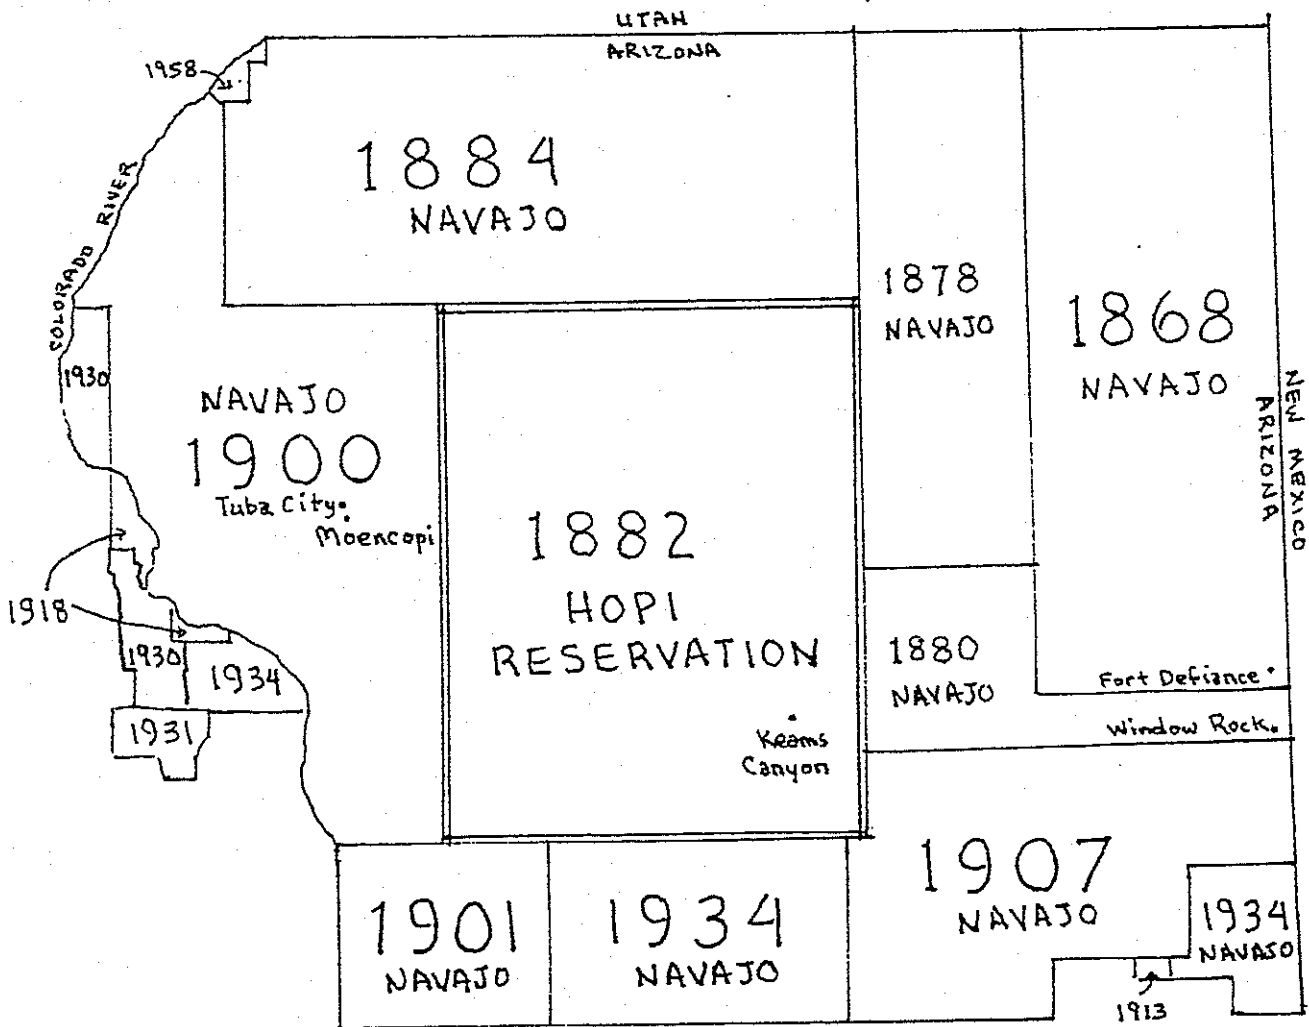 UTAH
ARIZONA
1958
1884
NAVAJO
COLORADO RIVER
1878
NAVAJO
1868
NAVAJO
NEW MEXICO
ARIZONA
1930
NAVAJO
1900
Tuba City
Moencopi
1882
HOPI
RESERVATION
1918
1930
1934
1931
1880
NAVAJO
Fort Defiance
Window Rock
Keams
Canyon
1901
NAVAJO
1934
NAVAJO
1907
NAVAJO
1934
NAVAJO
1913